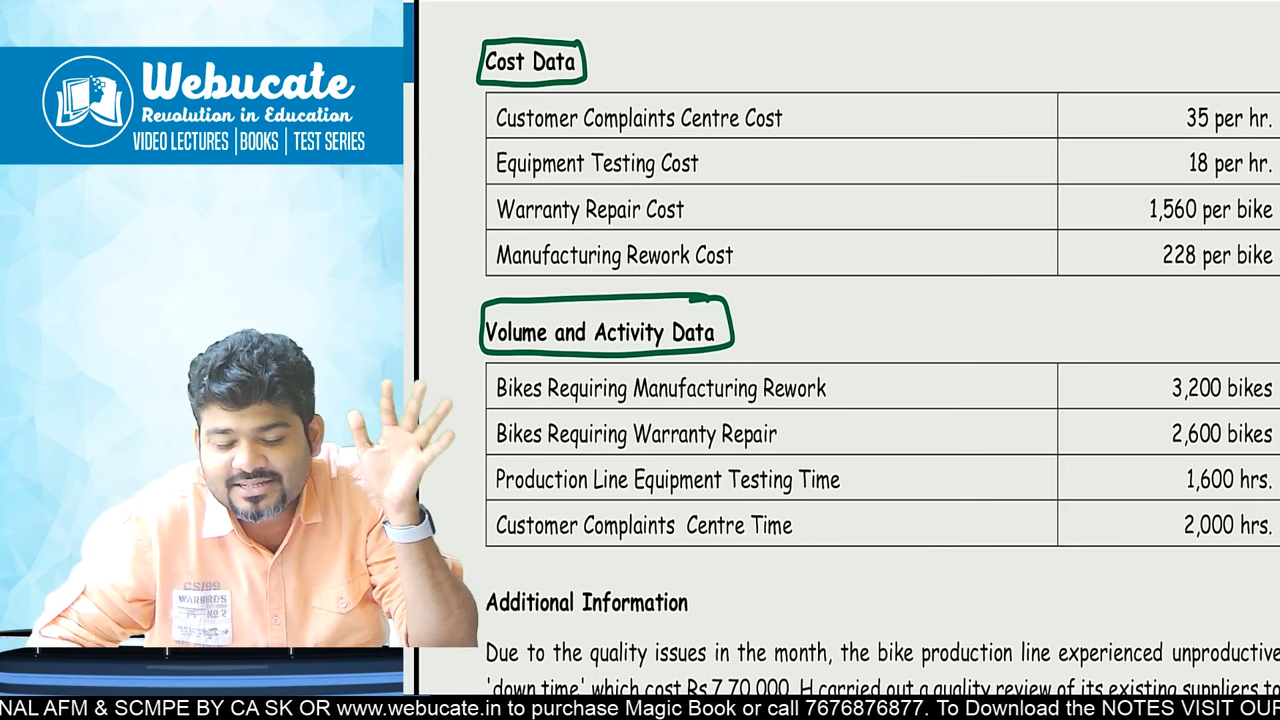 Webucate
Revolution in Education
VIDEO LECTURES | BOOKS | TEST SERIES
Cost Data
Customer Complaints Centre Cost 35 per hr.
Equipment Testing Cost 18 per hr.
Warranty Repair Cost 1,560 per bike
Manufacturing Rework Cost 228 per bike
Volume and Activity Data
Bikes Requiring Manufacturing Rework 3,200 bikes
Bikes Requiring Warranty Repair 2,600 bikes
Production Line Equipment Testing Time 1,600 hrs.
Customer Complaints Centre Time 2,000 hrs.
Additional Information
Due to the quality issues in the month, the bike production line experienced unproductive
'down time' which cost Rs.7,70,000. H carried out a quality review of its existing suppliers to
CS/99
WARBIRDS
No 2
NAL AFM & SCMPE BY CA SK OR www.webucate.in to purchase Magic Book or call 7676876877. To Download the NOTES VISIT OUR